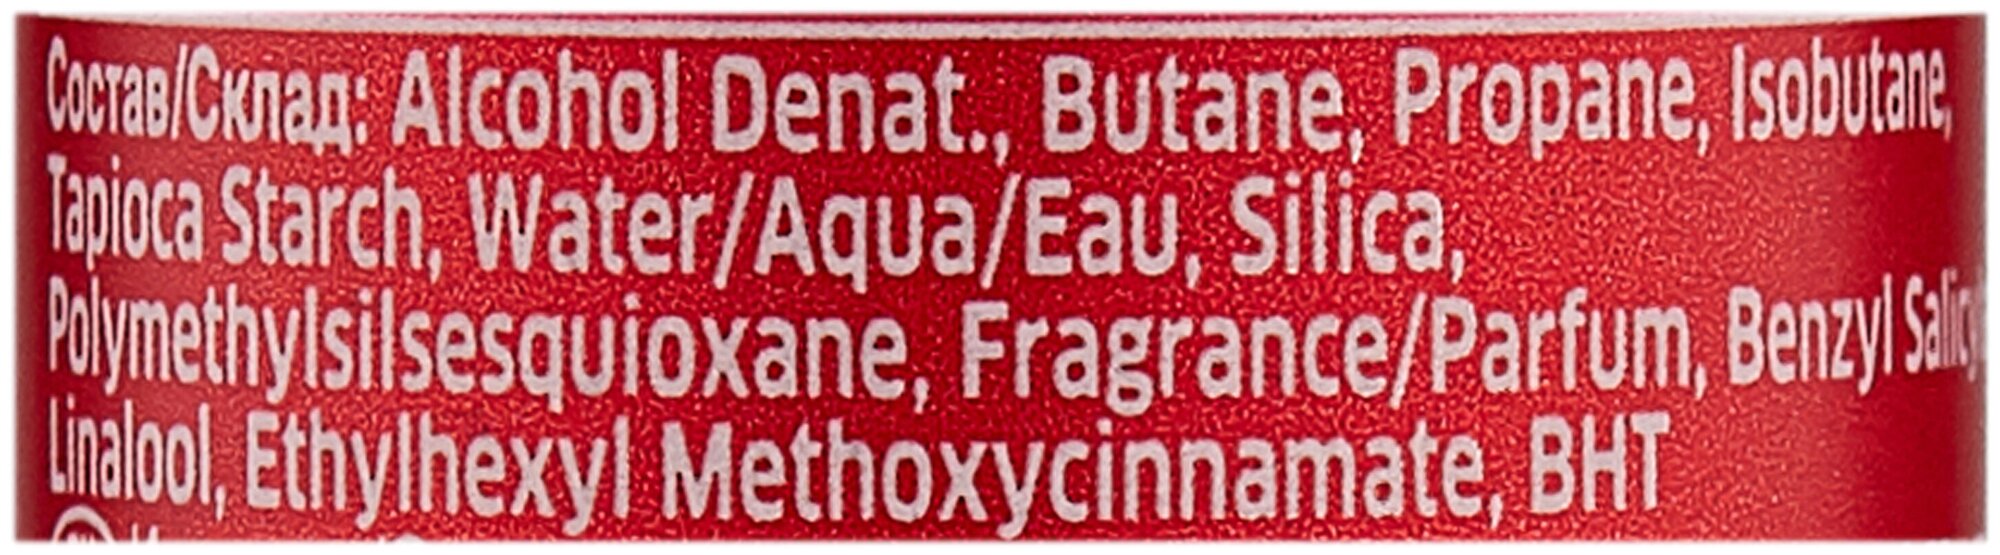 Состав/Склад: Alcohol Denat., Butane, Propane, Isobutane,
Tapioca Starch, Water/Aqua/Eau, Silica,
Polymethylsilsesquioxane, Fragrance/Parfum, Benzyl
Linalool, Ethylhexyl Methoxycinnamate, BHT